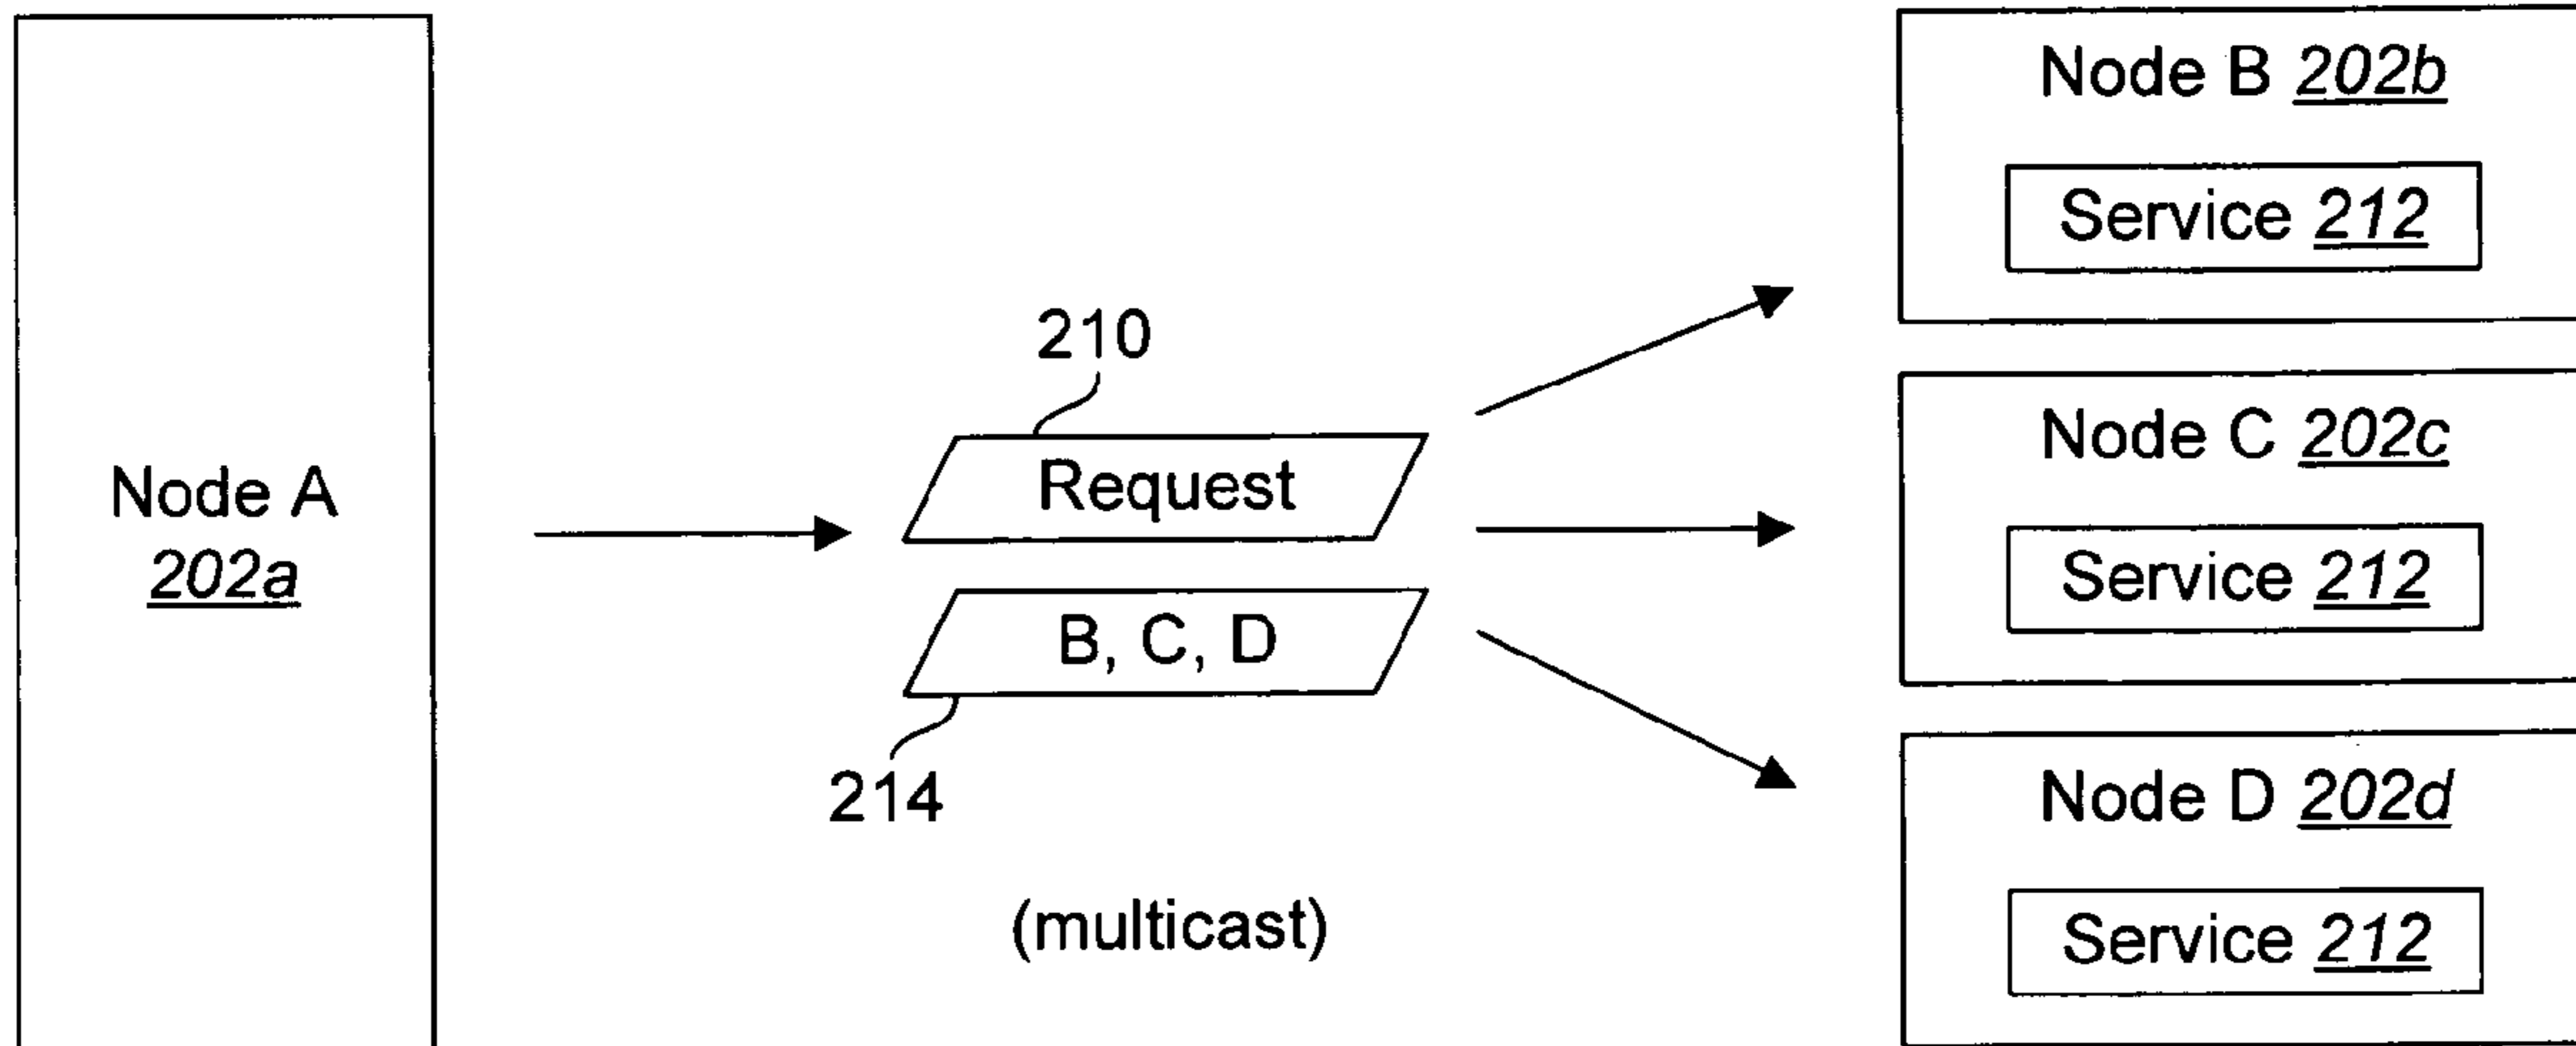 Node A
202a
210
Request
B, C, D
214
(multicast)
Node B 202b
Service 212
Node C 202c
Service 212
Node D 202d
Service 212